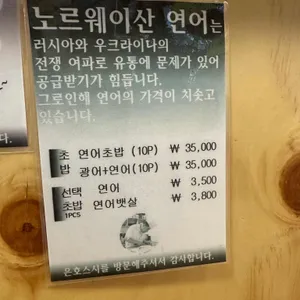 노르웨이산 연어는
러시아와 우크라이나의
전쟁 여파로 유통에 문제가 있어
공급받기가 힘듭니다.
그로인해 연어의 가격이 치솟고
있습니다.
초밥 연어초밥(10P) ₩ 35,000
광어+연어(10P) ₩ 35,000
선택 연어 ₩ 3,500
초밥 연어뱃살 ₩ 3,800
1PCS
은호스시를 방문해주셔서 감사합니다.
다.